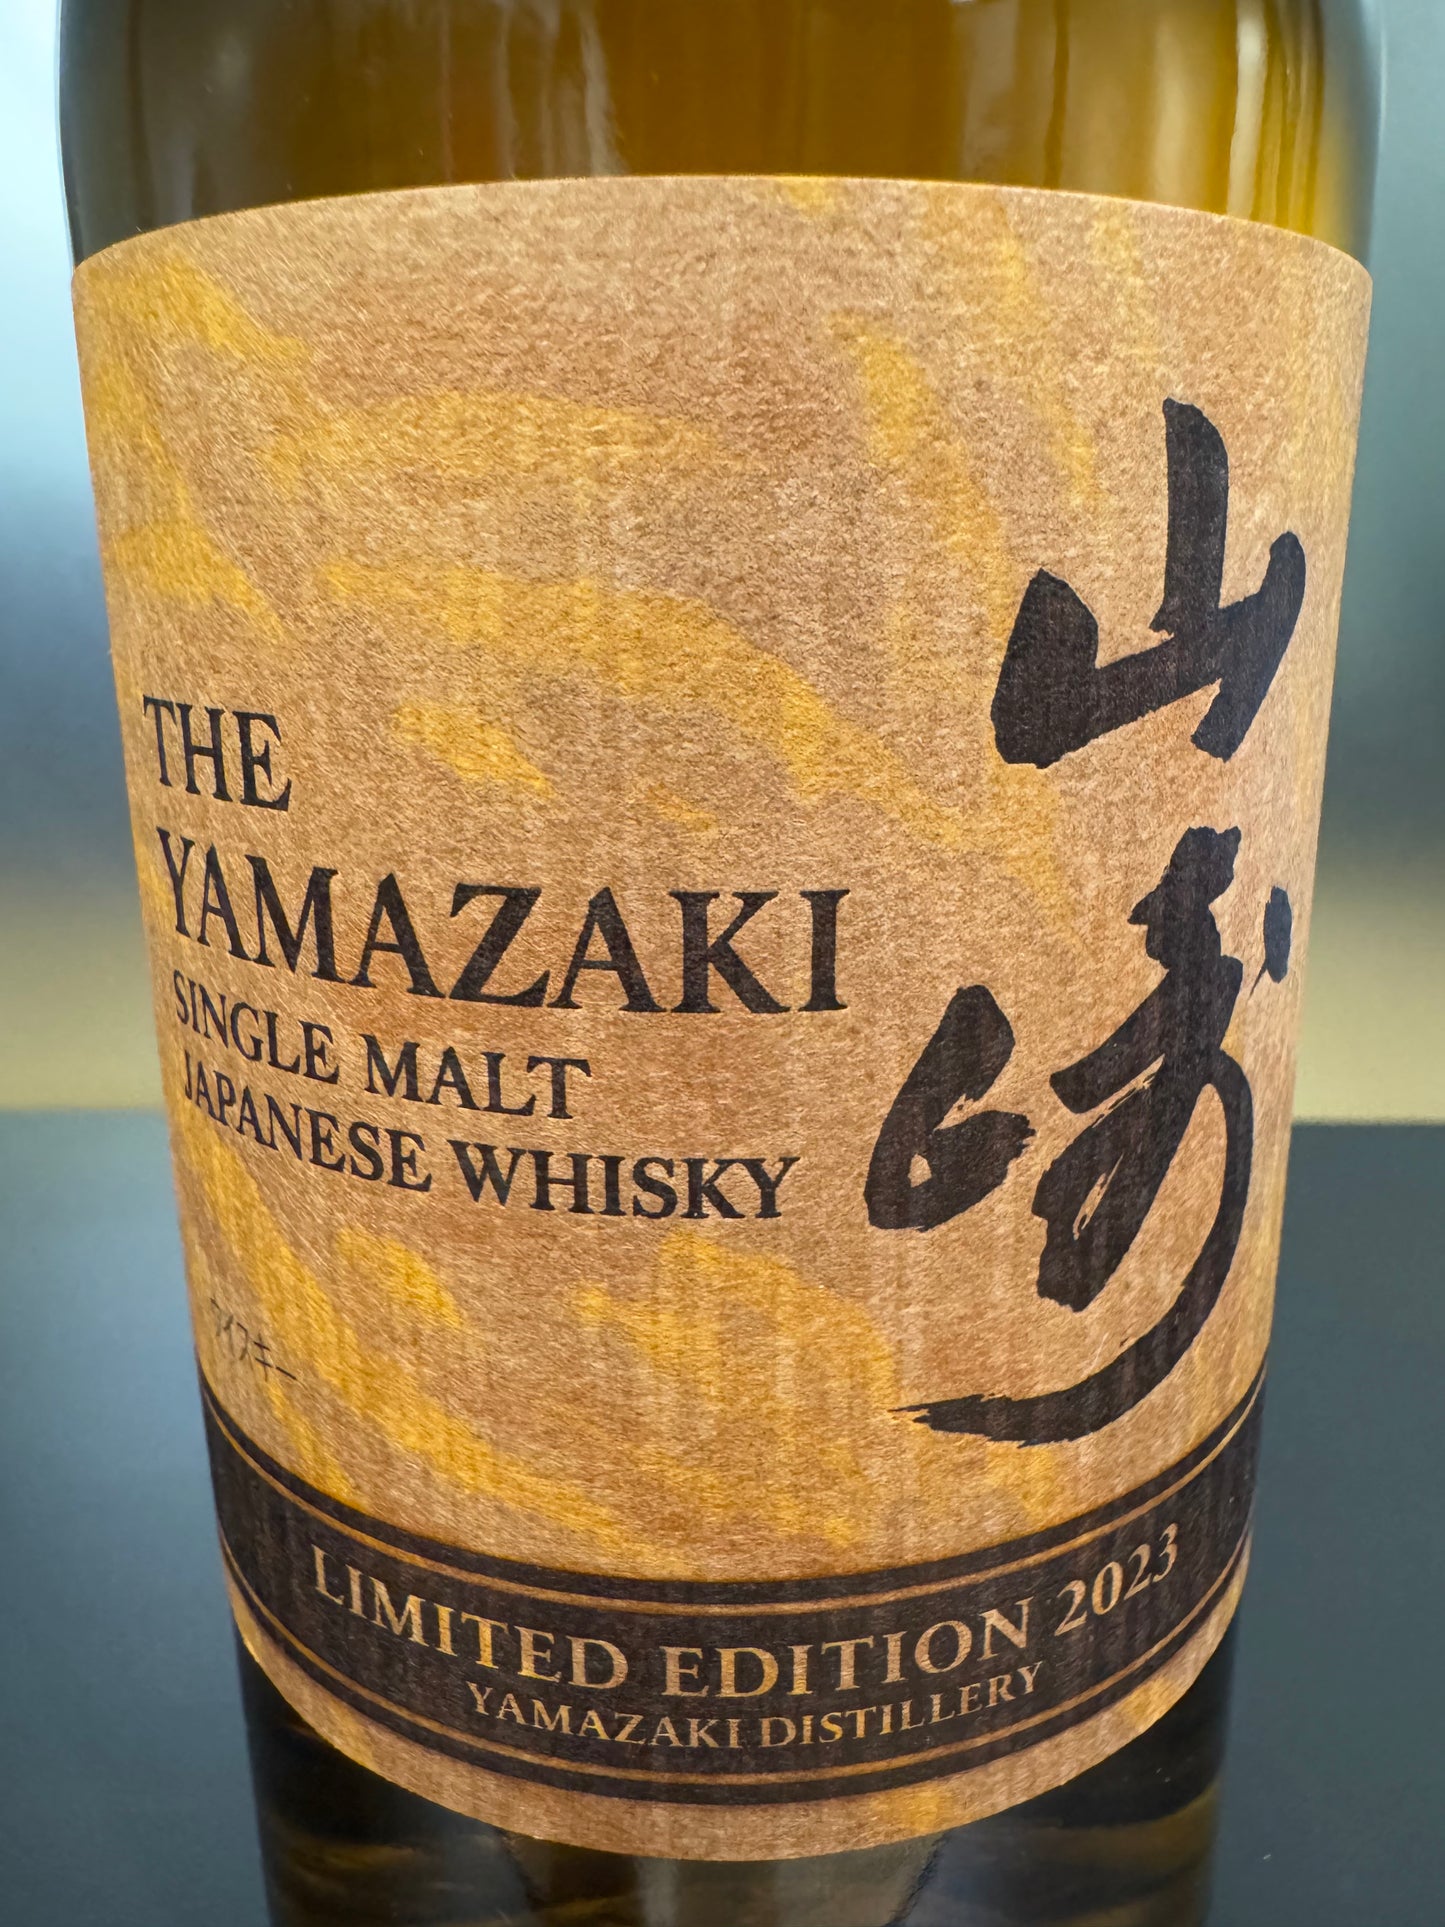 山崎
THE
YAMAZAKI
SINGLE MALT
JAPANESE WHISKY
ウイスキー
LIMITED EDITION 2023
YAMAZAKI DISTILLERY